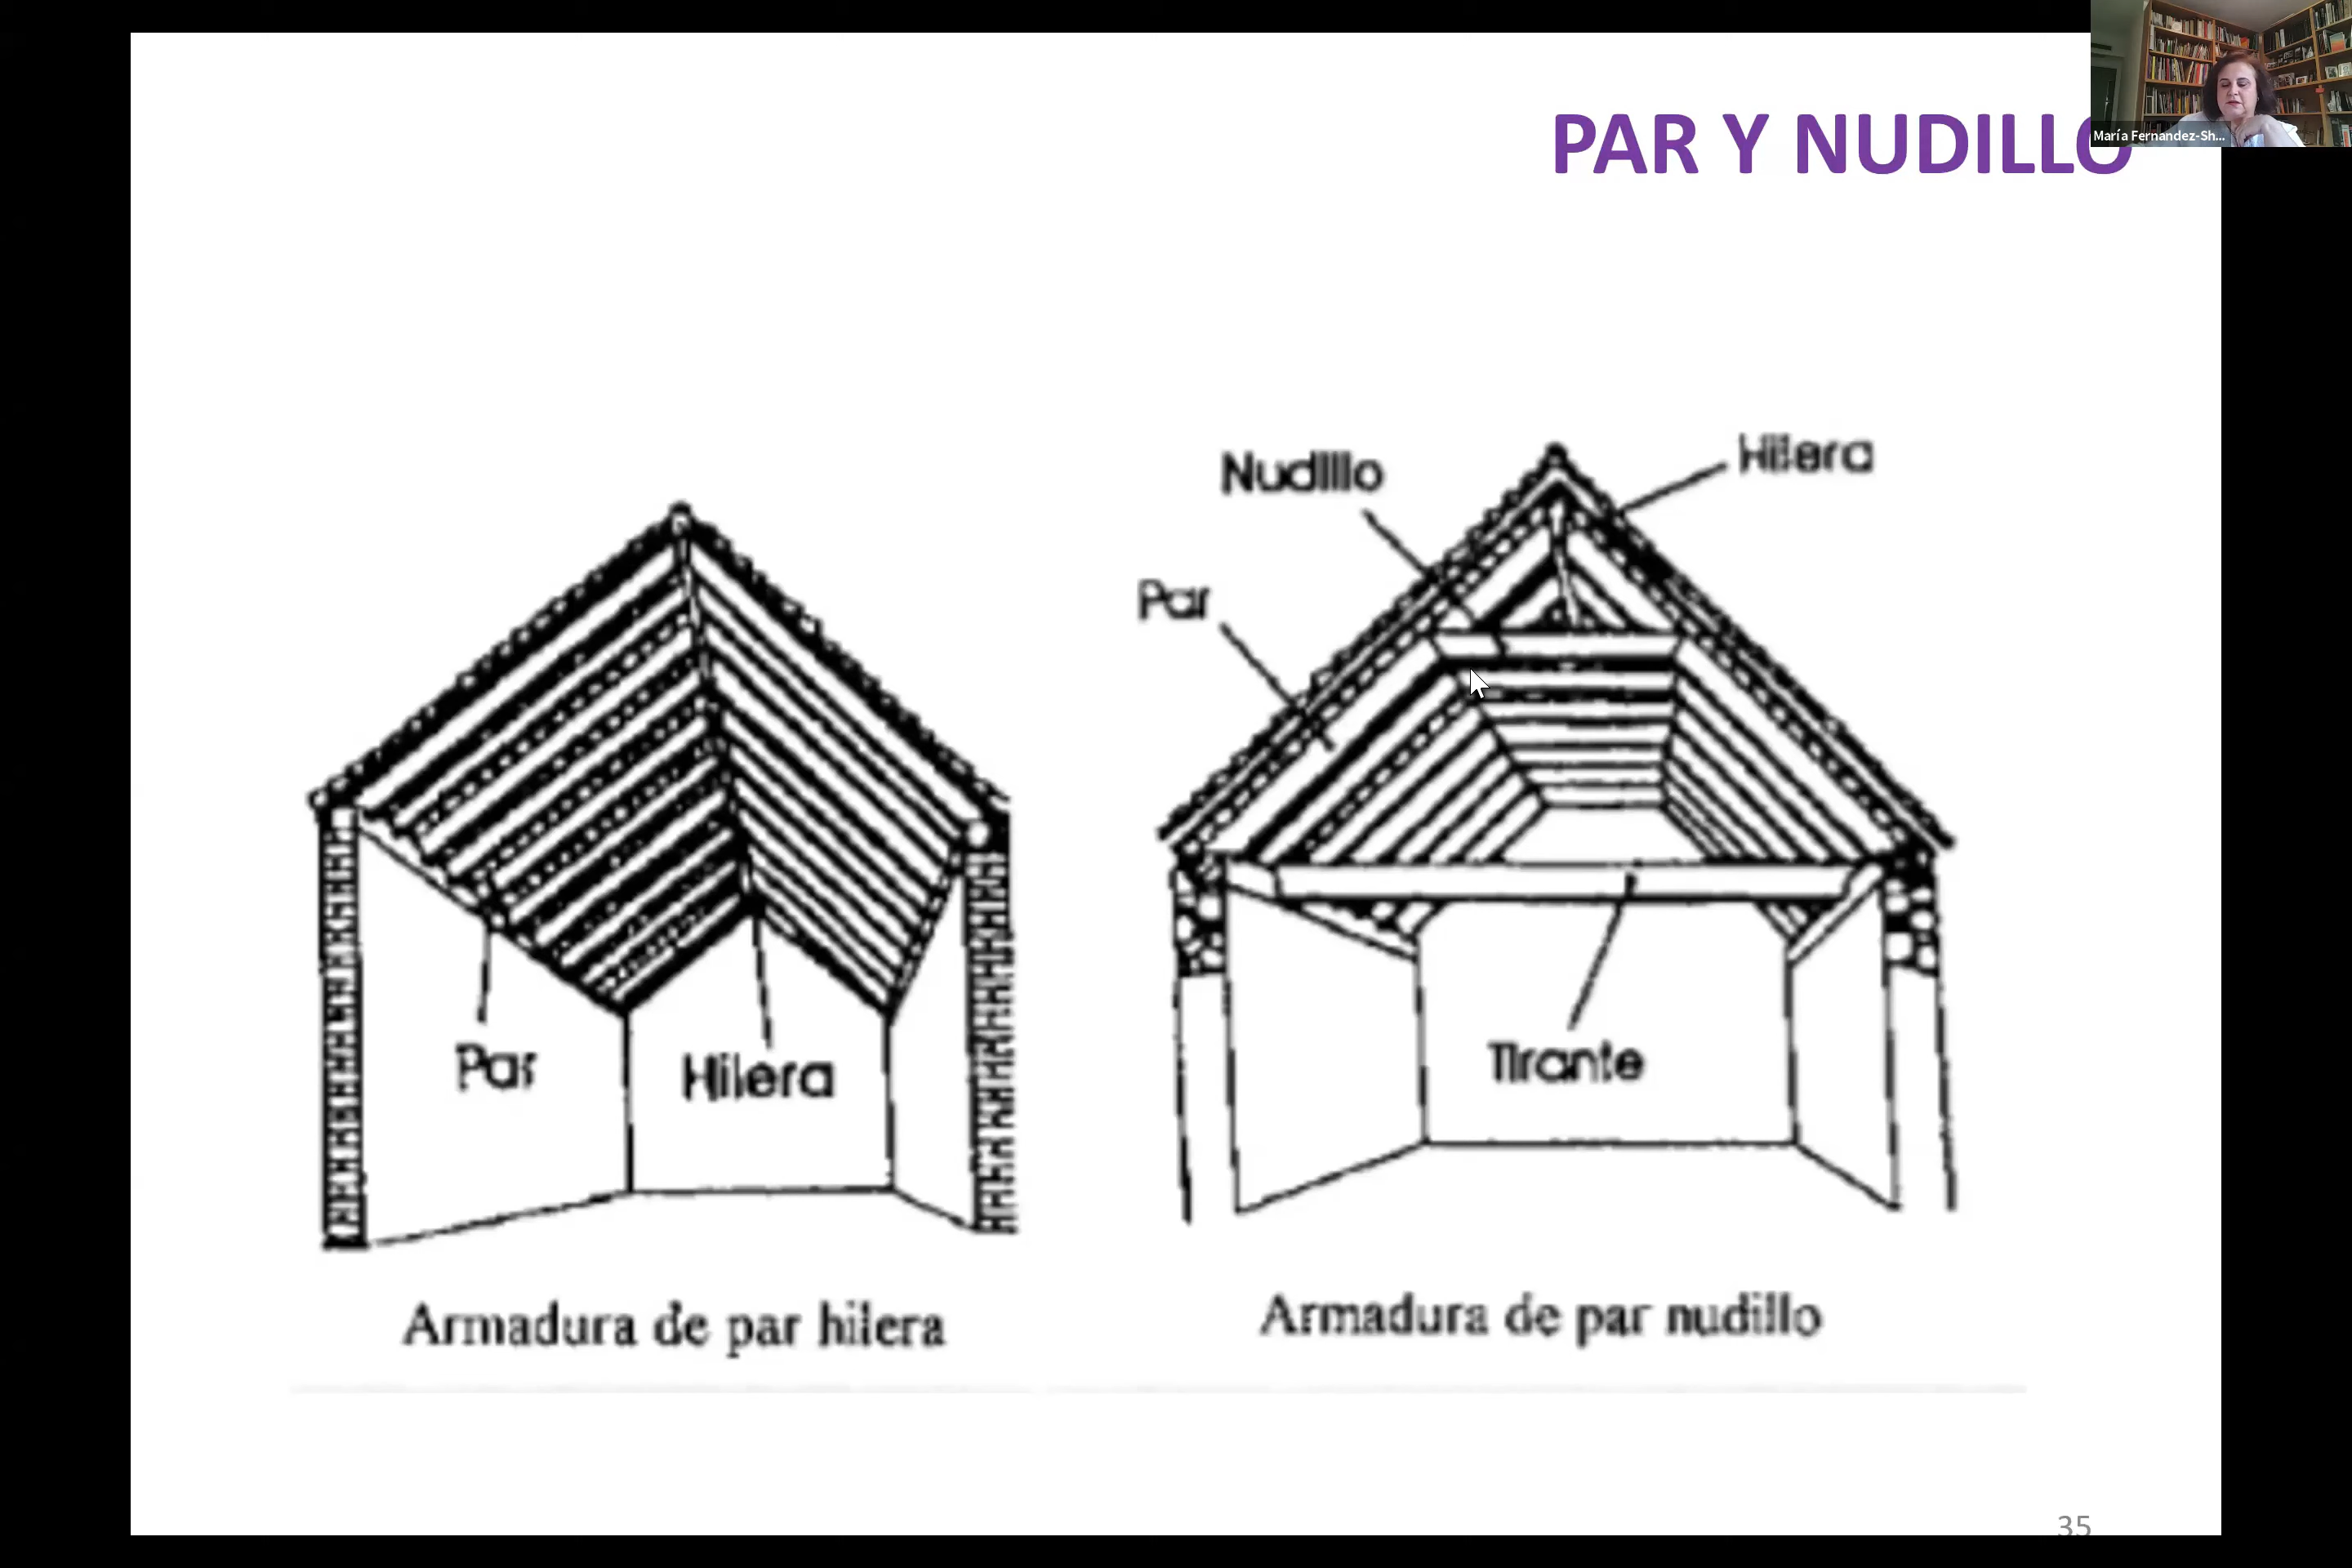 PAR Y NUDILLO
María Fernandez-Sh...
Nudillo
Hilera
Par
Par
Hilera
Tirante
Armadura de par hilera
Armadura de par nudillo
35